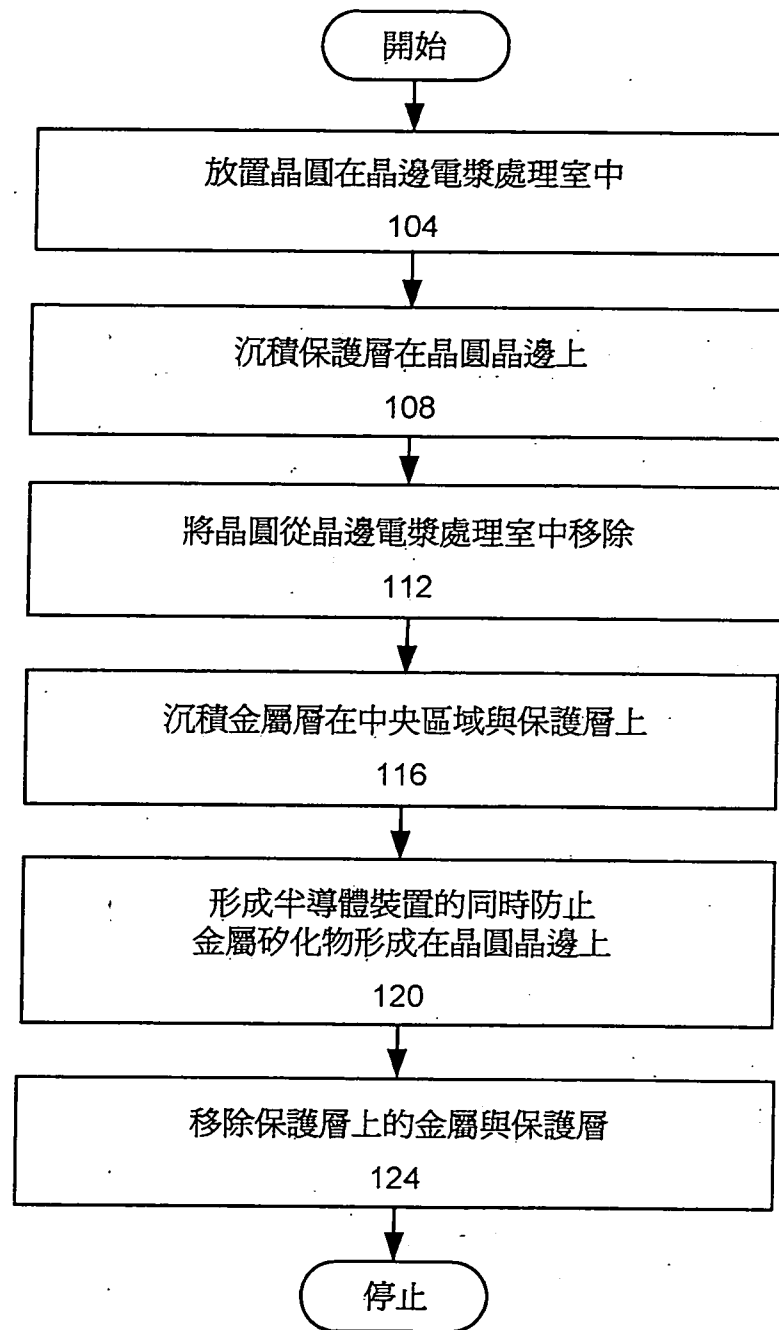 開始
放置晶圓在晶邊電漿處理室中
104
沉積保護層在晶圓晶邊上
108
將晶圓從晶邊電漿處理室中移除
112
沉積金屬層在中央區域與保護層上
116
形成半導體裝置的同時防止
金屬矽化物形成在晶圓晶邊上
120
移除保護層上的金屬與保護層
124
停止